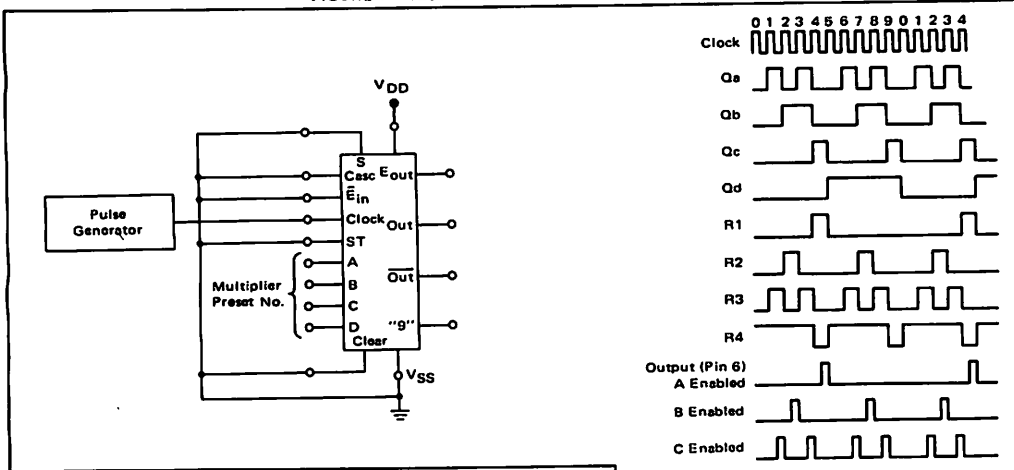 VDD
S
Casc
Eout
Ēin
Pulse
Generator
Clock
Out
ST
A
Multiplier
Preset No.
B
Out
C
D
"9"
Clear
VSS
0 1 2 3 4 5 6 7 8 9 0 1 2 3 4
Clock
Qa
Qb
Qc
Qd
R1
R2
R3
R4
Output (Pin 6)
A Enabled
B Enabled
C Enabled